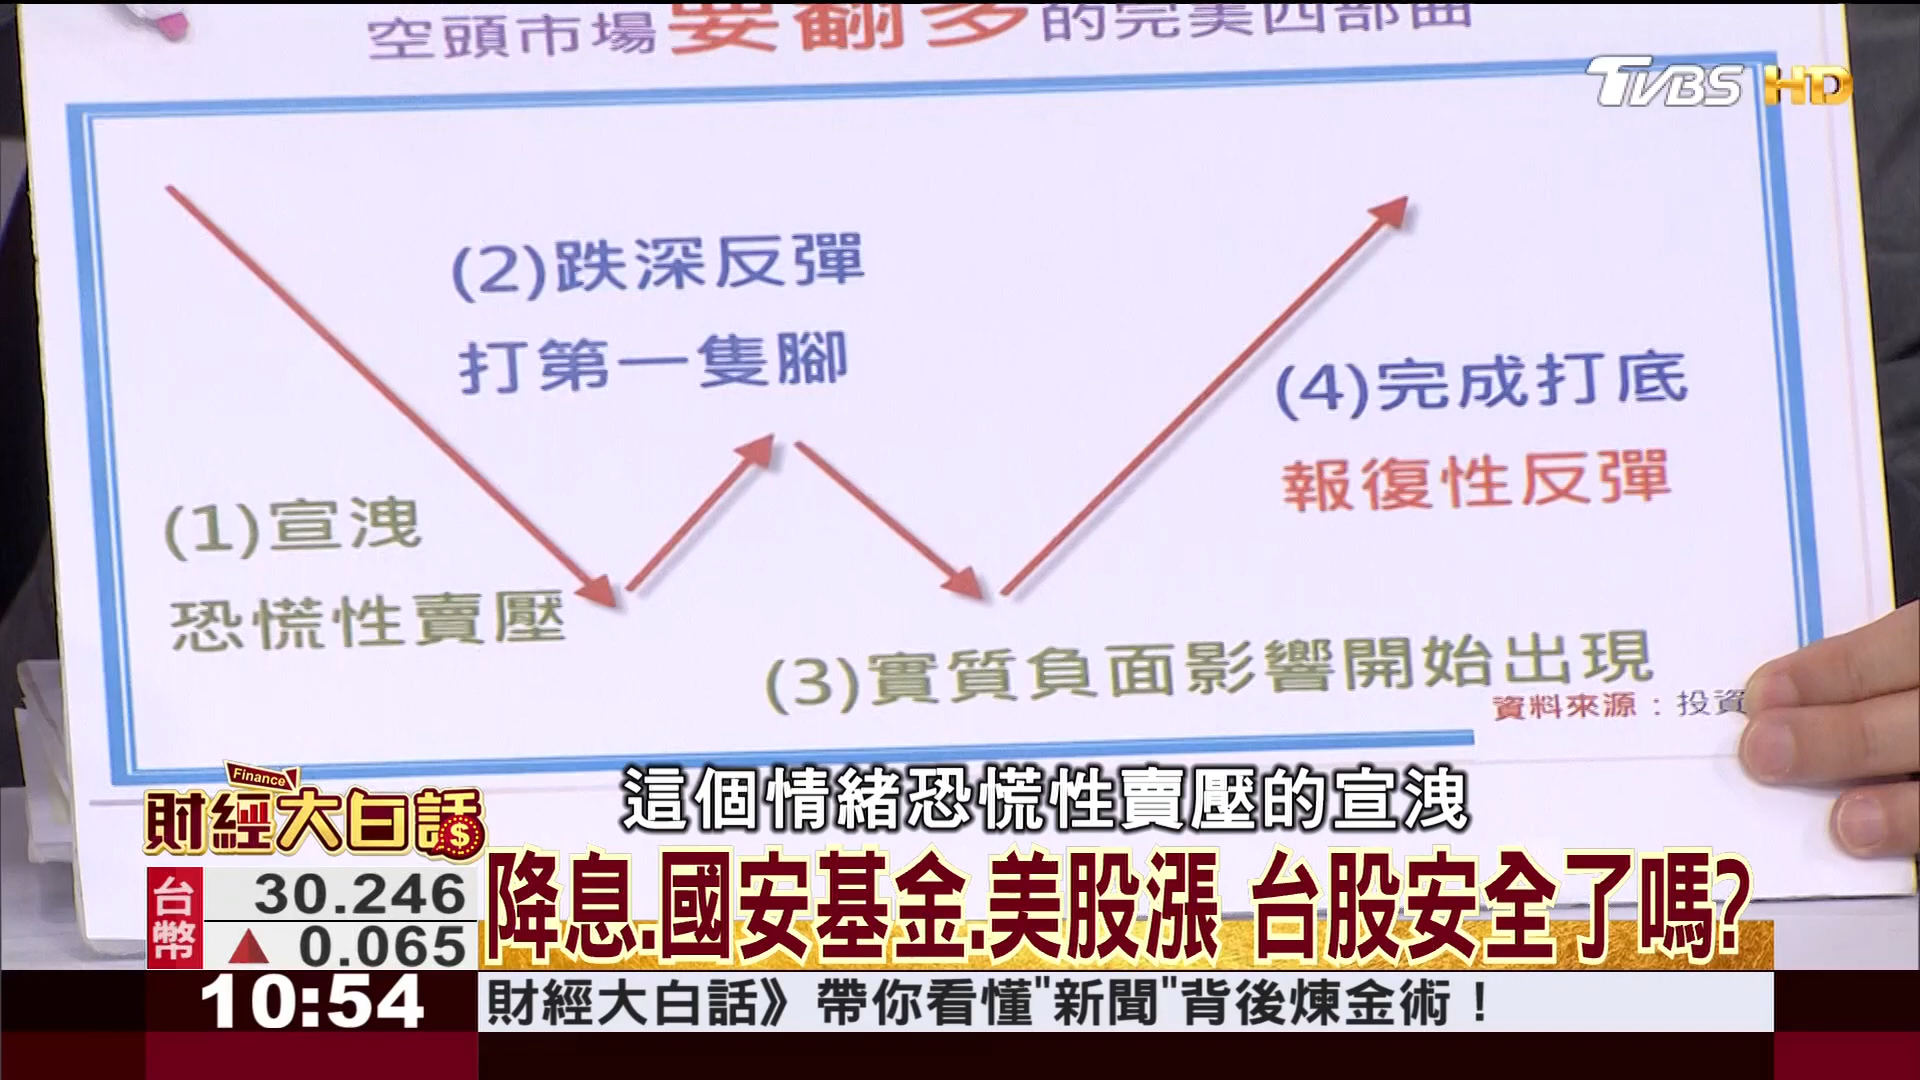 空頭市場要翻多的完美四部曲
TVBS HD
(2)跌深反彈
打第一隻腳
(4)完成打底
報復性反彈
(1)宣洩
恐慌性賣壓
(3)實質負面影響開始出現
資料來源：投資
這個情緒恐慌性賣壓的宣洩
Finance
財經大白話
台幣
30.246
▲ 0.065
降息.國安基金.美股漲 台股安全了嗎?
10:54
財經大白話》帶你看懂"新聞"背後煉金術！